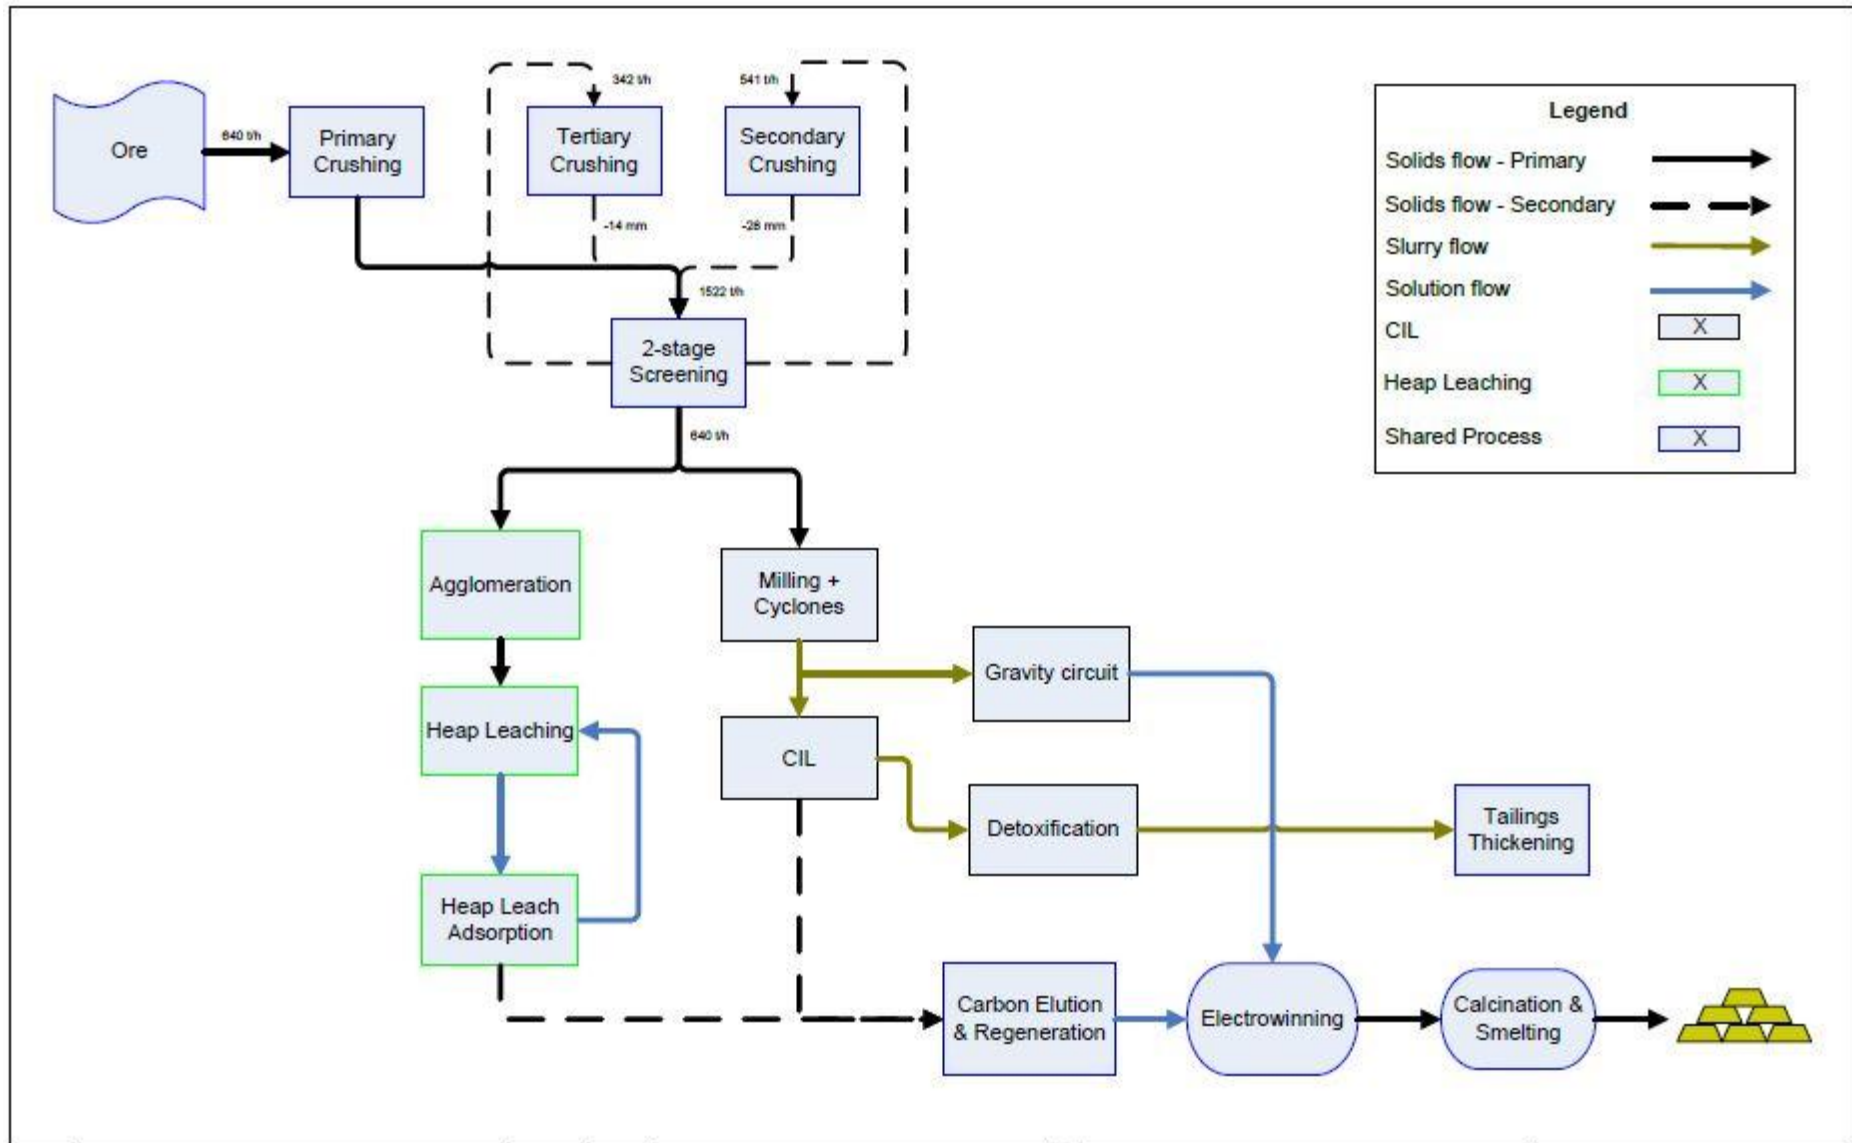 342 t/h
541 t/h
Ore
640 t/h
Primary
Crushing
Tertiary
Crushing
Secondary
Crushing
-14 mm
-28 mm
1522 t/h
2-stage
Screening
640 t/h
Legend
Solids flow - Primary
Solids flow - Secondary
Slurry flow
Solution flow
CIL
X
Heap Leaching
X
Shared Process
X
Agglomeration
Milling +
Cyclones
Heap Leaching
Gravity circuit
CIL
Detoxification
Tailings
Thickening
Heap Leach
Adsorption
Carbon Elution
& Regeneration
Electrowinning
Calcination &
Smelting